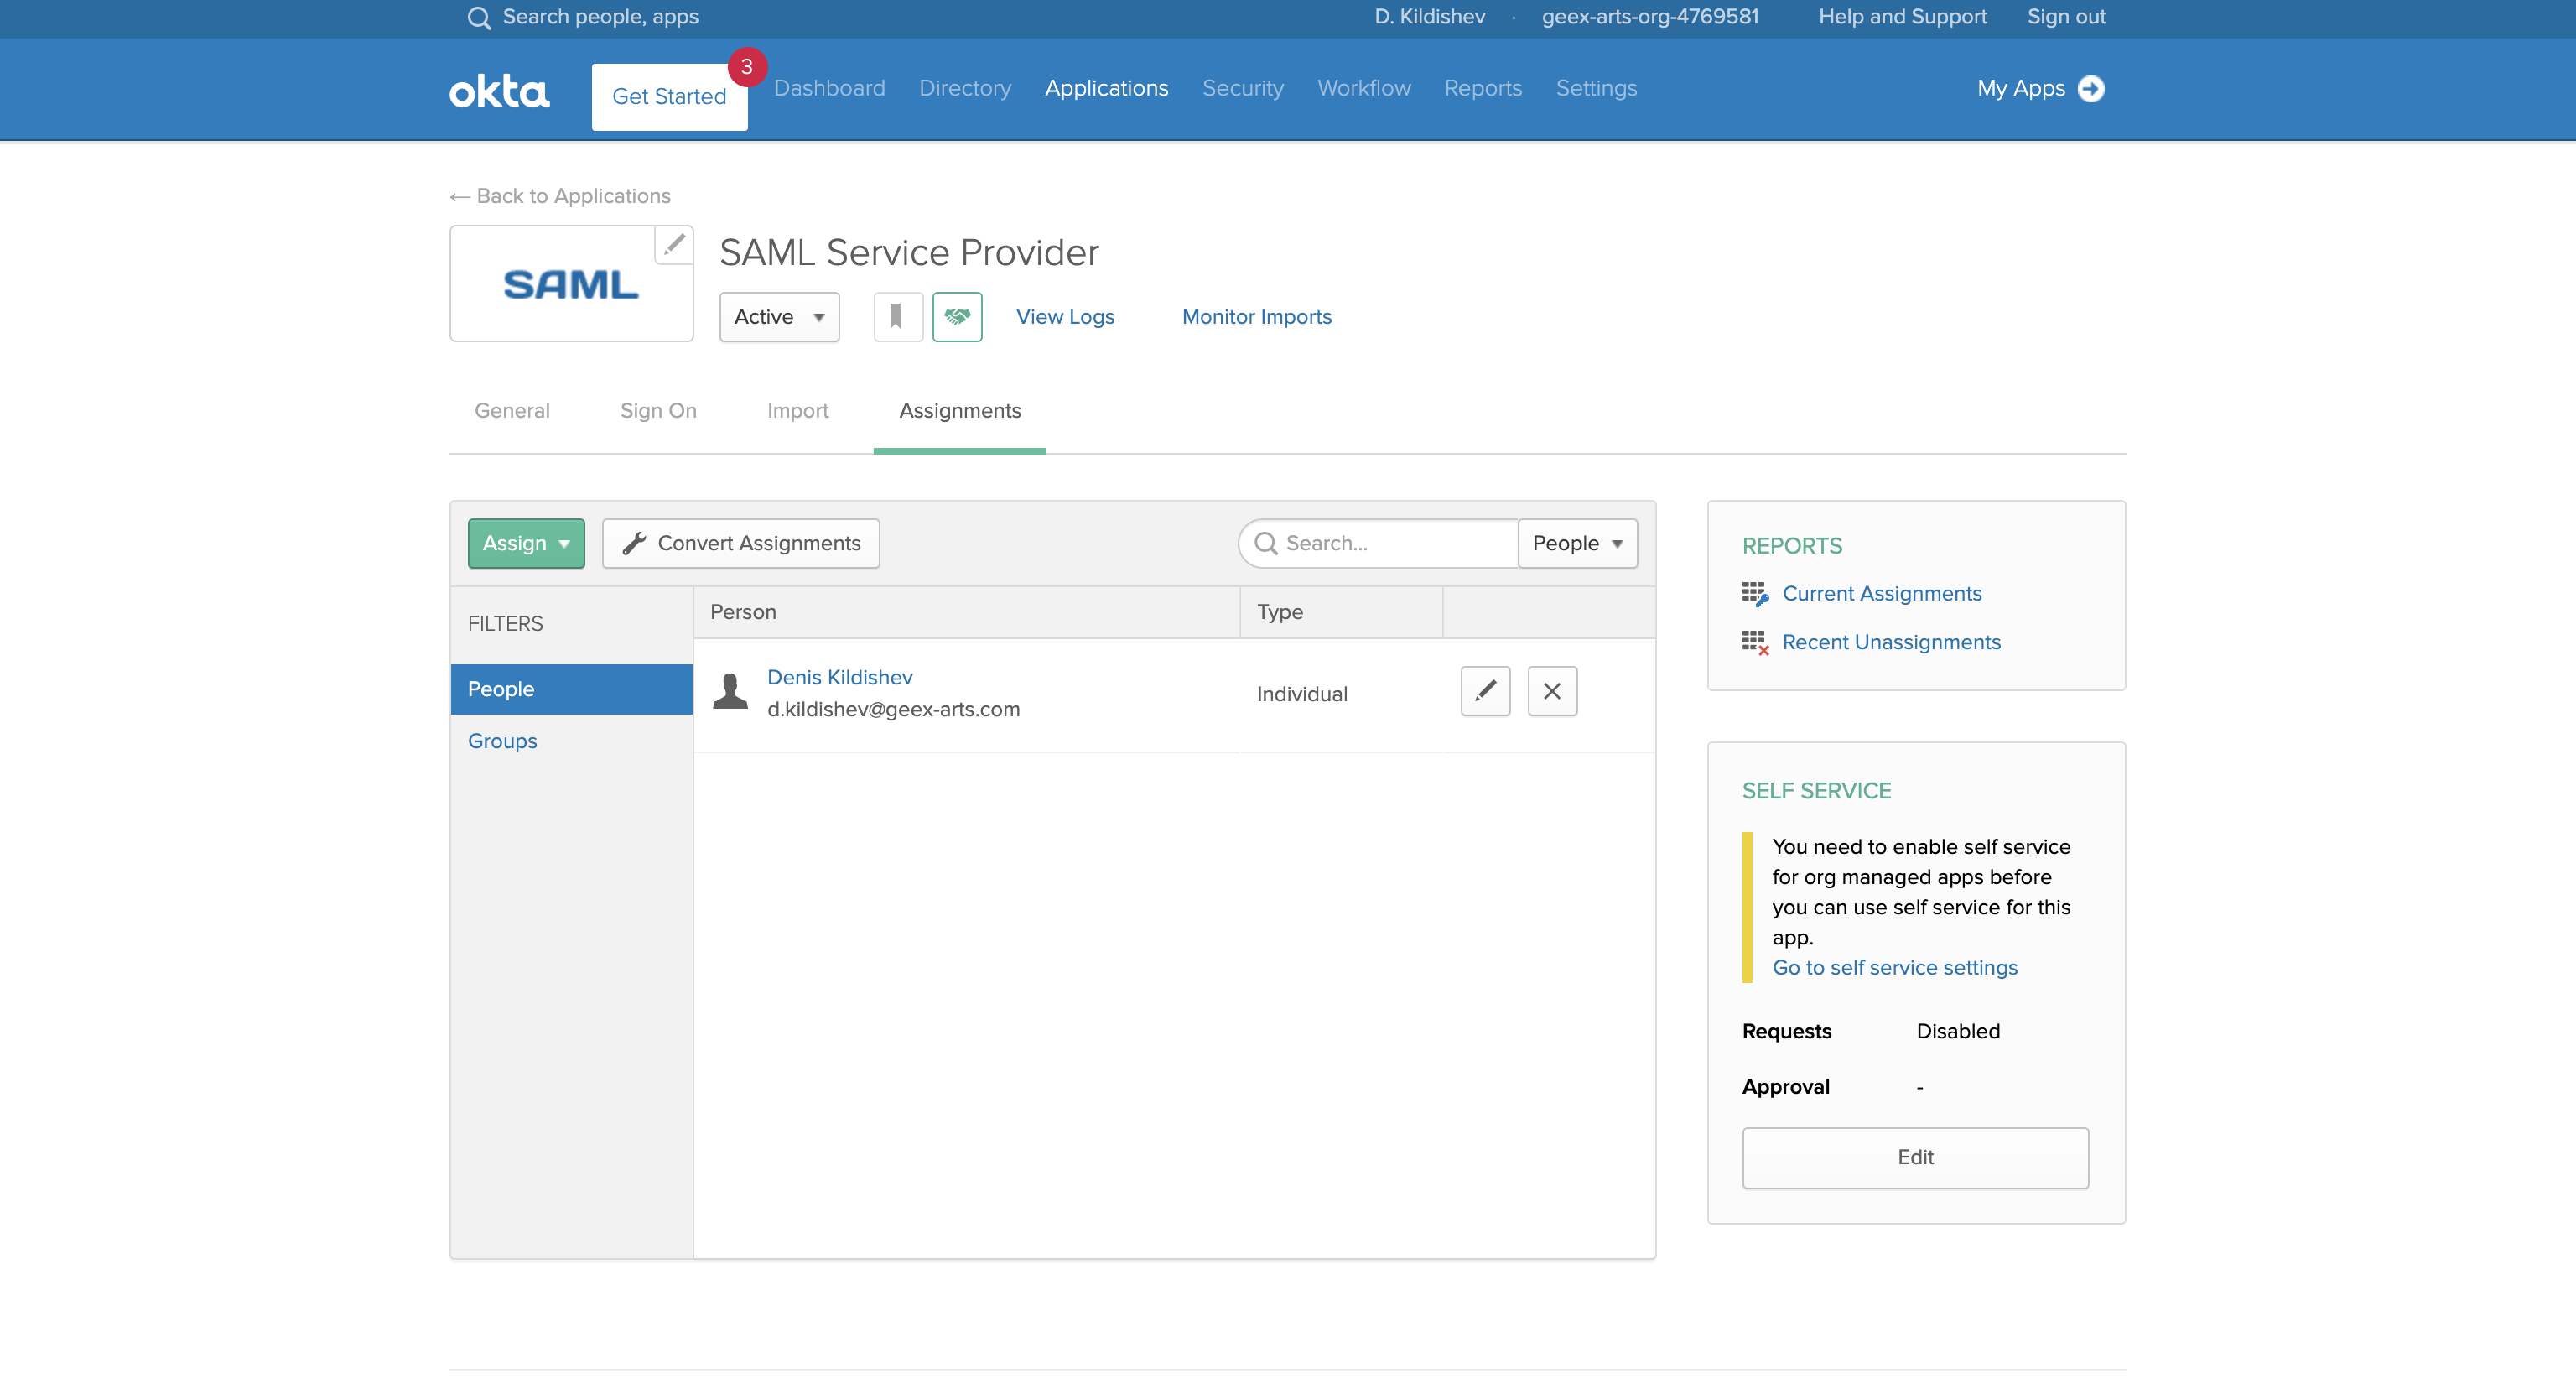 Search people, apps
D. Kildishev · geex-arts-org-4769581 Help and Support Sign out
okta Get Started 3 Dashboard Directory Applications Security Workflow Reports Settings My Apps
← Back to Applications
SAML
SAML Service Provider
Active View Logs Monitor Imports
General Sign On Import Assignments
Assign Convert Assignments Search... People
FILTERS
People
Groups
Person Type
Denis Kildishev
d.kildishev@geex-arts.com
Individual
REPORTS
Current Assignments
Recent Unassignments
SELF SERVICE
You need to enable self service
for org managed apps before
you can use self service for this
app.
Go to self service settings
Requests Disabled
Approval -
Edit